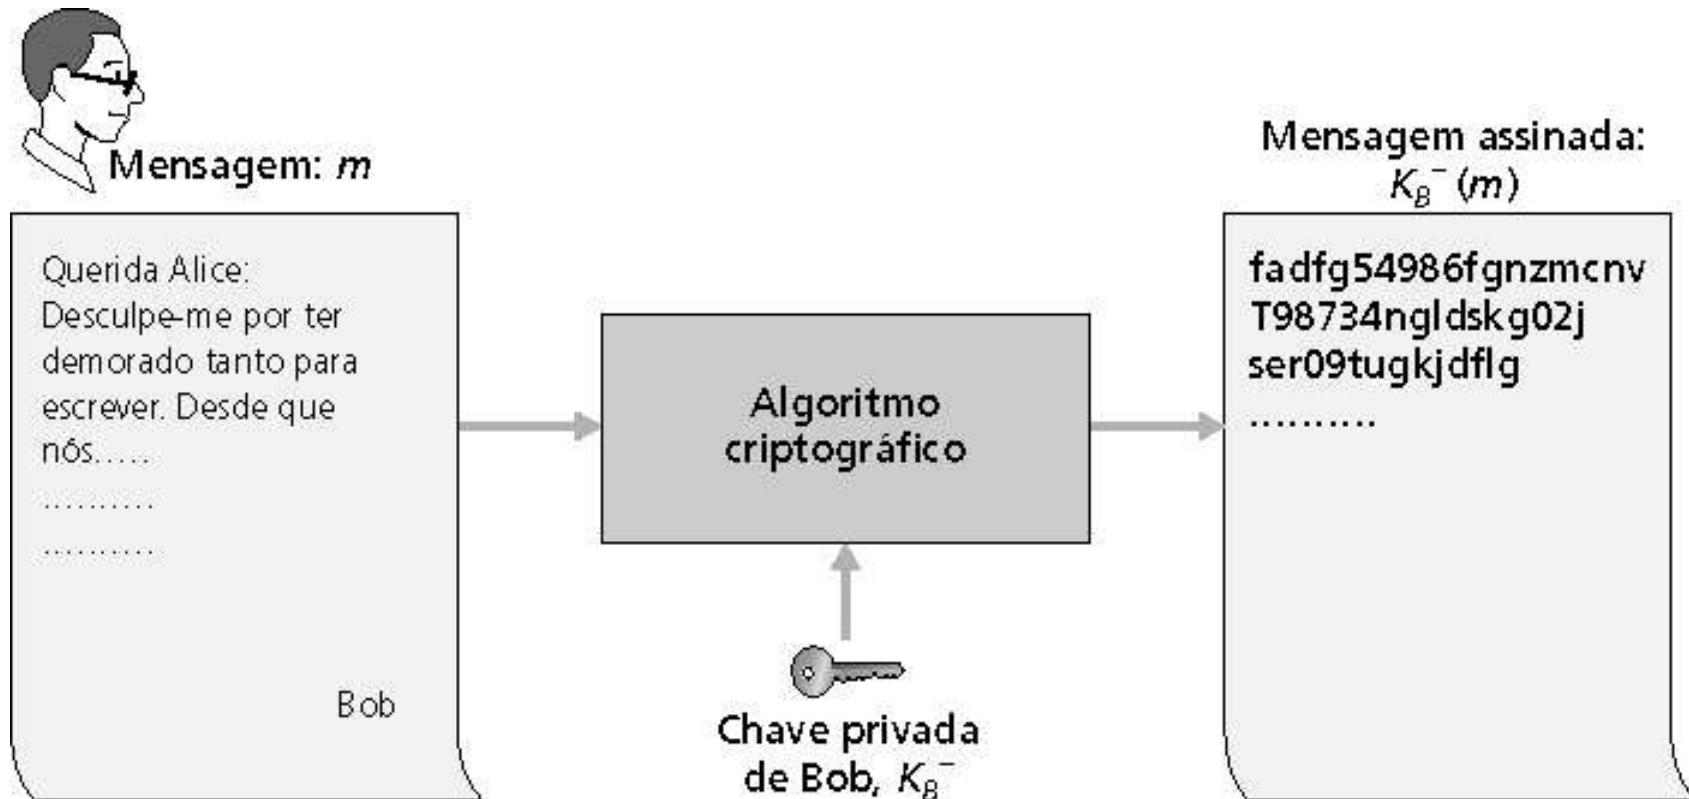 Mensagem: m
Querida Alice:
Desculpe-me por ter
demorado tanto para
escrever. Desde que
nós.....
..........
..........
Bob
Algoritmo
criptográfico
Chave privada
de Bob, K_B⁻
Mensagem assinada:
K_B⁻ (m)
fadfg54986fgnzmcnv
T98734ngldskg02j
ser09tugkjdflg
..........